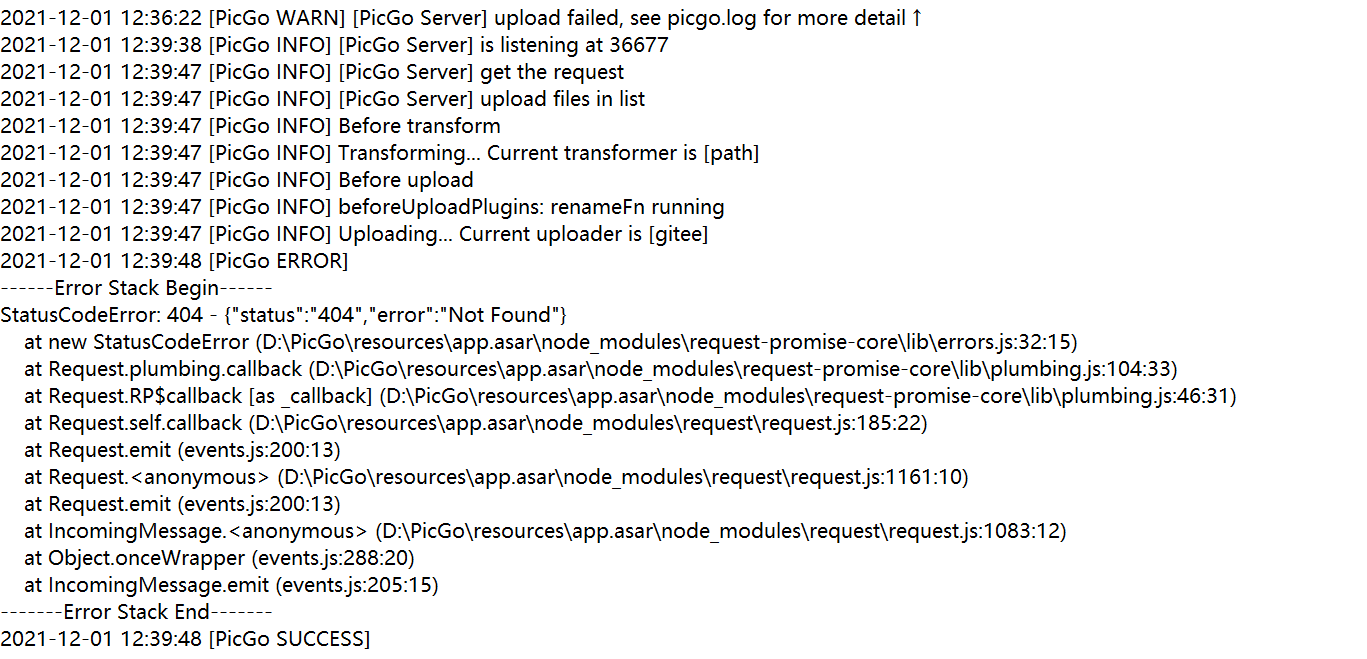 2021-12-01 12:36:22 [PicGo WARN] [PicGo Server] upload failed, see picgo.log for more detail ↑
2021-12-01 12:39:38 [PicGo INFO] [PicGo Server] is listening at 36677
2021-12-01 12:39:47 [PicGo INFO] [PicGo Server] get the request
2021-12-01 12:39:47 [PicGo INFO] [PicGo Server] upload files in list
2021-12-01 12:39:47 [PicGo INFO] Before transform
2021-12-01 12:39:47 [PicGo INFO] Transforming... Current transformer is [path]
2021-12-01 12:39:47 [PicGo INFO] Before upload
2021-12-01 12:39:47 [PicGo INFO] beforeUploadPlugins: renameFn running
2021-12-01 12:39:47 [PicGo INFO] Uploading... Current uploader is [gitee]
2021-12-01 12:39:48 [PicGo ERROR]
------Error Stack Begin------
StatusCodeError: 404 - {"status":"404","error":"Not Found"}
    at new StatusCodeError (D:\PicGo\resources\app.asar\node_modules\request-promise-core\lib\errors.js:32:15)
    at Request.plumbing.callback (D:\PicGo\resources\app.asar\node_modules\request-promise-core\lib\plumbing.js:104:33)
    at Request.RP$callback [as _callback] (D:\PicGo\resources\app.asar\node_modules\request-promise-core\lib\plumbing.js:46:31)
    at Request.self.callback (D:\PicGo\resources\app.asar\node_modules\request\request.js:185:22)
    at Request.emit (events.js:200:13)
    at Request.<anonymous> (D:\PicGo\resources\app.asar\node_modules\request\request.js:1161:10)
    at Request.emit (events.js:200:13)
    at IncomingMessage.<anonymous> (D:\PicGo\resources\app.asar\node_modules\request\request.js:1083:12)
    at Object.onceWrapper (events.js:288:20)
    at IncomingMessage.emit (events.js:205:15)
-------Error Stack End-------
2021-12-01 12:39:48 [PicGo SUCCESS]